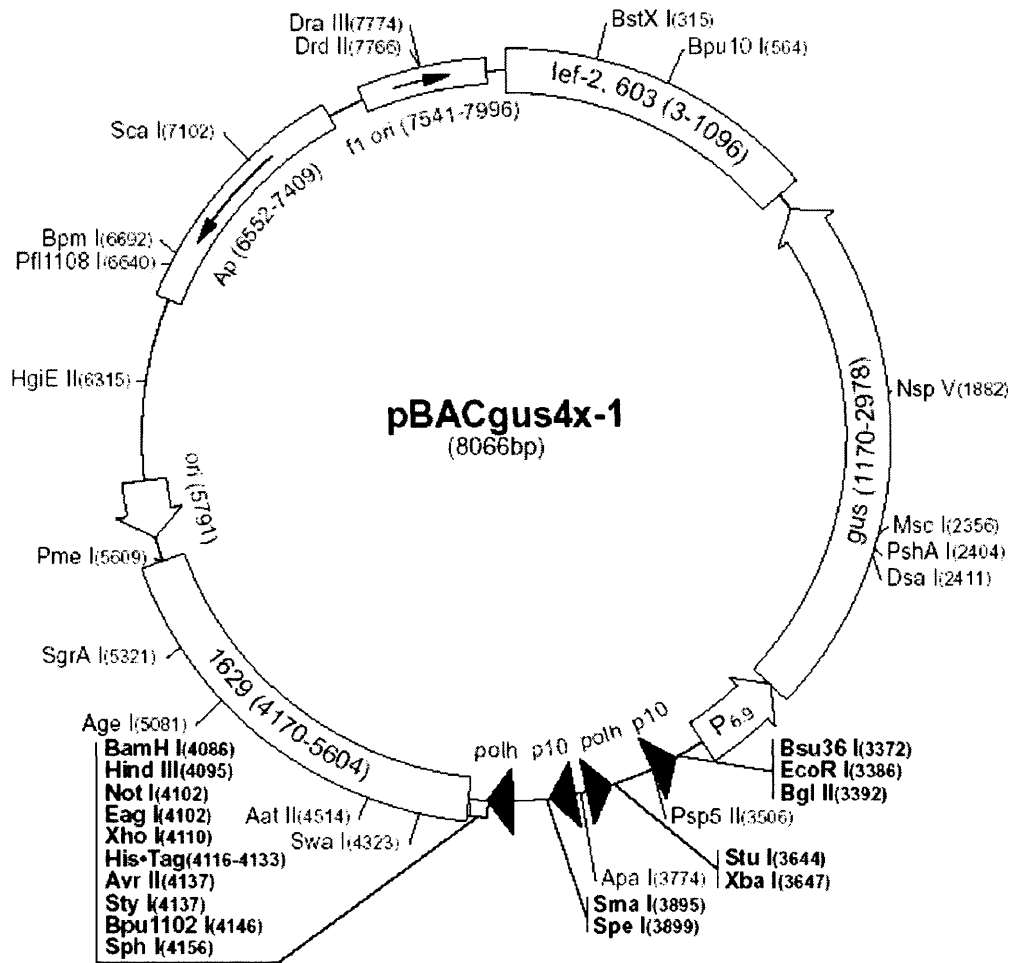 Dra III(7774)
Drd II(7766)
BstX I(315)
Bpu10 I(564)
lef-2, 603 (3-1096)
f1 ori (7541-7996)
Sca I(7102)
Ap (6552-7409)
Bpm I(6692)
Pfl1108 I(6640)
HgiE II(6315)
pBACgus4x-1
(8066bp)
Nsp V(1882)
gus (1170-2978)
ori (5791)
Msc I(2356)
PshA I(2404)
Dsa I(2411)
Pme I(5609)
SgrA I(5321)
1629 (4170-5604)
Age I(5081)
P6.9
polh p10 polh p10
BamH I(4086)
Hind III(4095)
Not I(4102)
Eag I(4102)
Xho I(4110)
His•Tag(4116-4133)
Avr II(4137)
Sty I(4137)
Bpu1102 I(4146)
Sph I(4156)
Aat II(4514)
Swa I(4323)
Bsu36 I(3372)
EcoR I(3386)
Bgl II(3392)
Psp5 II(3506)
Stu I(3644)
Xba I(3647)
Apa I(3774)
Sma I(3895)
Spe I(3899)